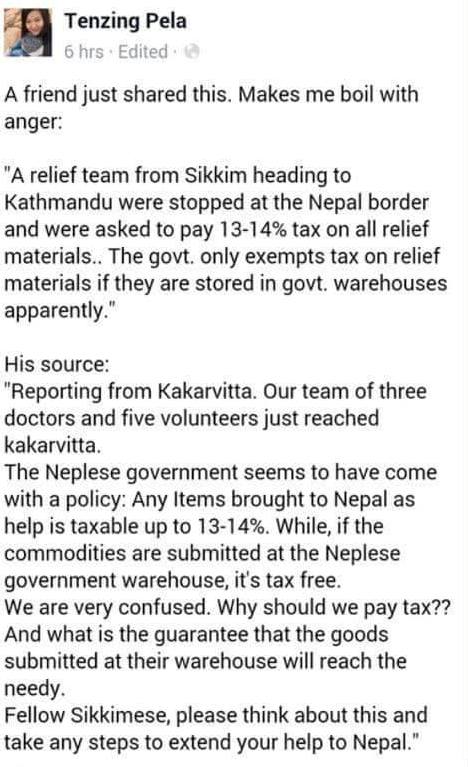 Tenzing Pela
6 hrs · Edited ·
A friend just shared this. Makes me boil with
anger:
"A relief team from Sikkim heading to
Kathmandu were stopped at the Nepal border
and were asked to pay 13-14% tax on all relief
materials.. The govt. only exempts tax on relief
materials if they are stored in govt. warehouses
apparently."
His source:
"Reporting from Kakarvitta. Our team of three
doctors and five volunteers just reached
kakarvitta.
The Neplese government seems to have come
with a policy: Any Items brought to Nepal as
help is taxable up to 13-14%. While, if the
commodities are submitted at the Neplese
government warehouse, it's tax free.
We are very confused. Why should we pay tax??
And what is the guarantee that the goods
submitted at their warehouse will reach the
needy.
Fellow Sikkimese, please think about this and
take any steps to extend your help to Nepal."